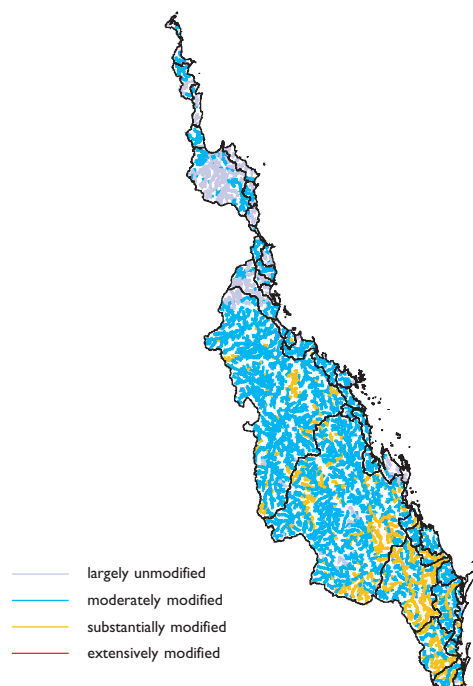 largely unmodified
moderately modified
substantially modified
extensively modified